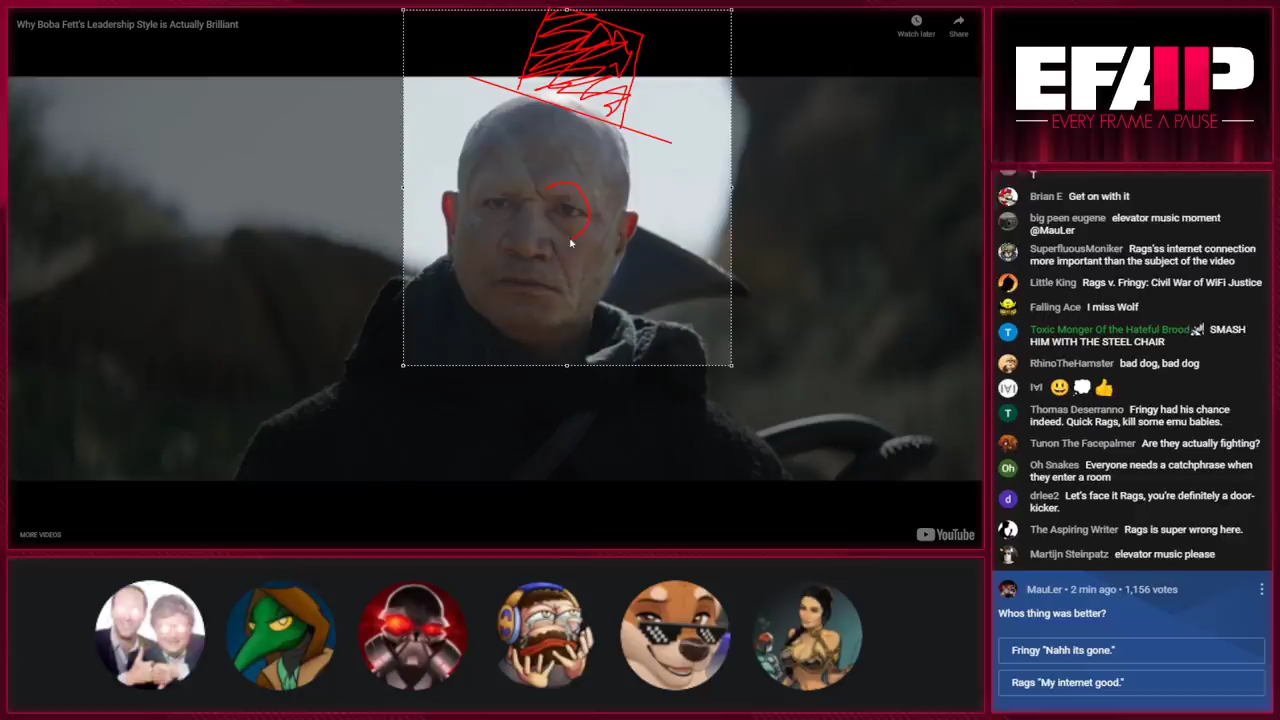 Why Boba Fett's Leadership Style is Actually Brilliant
Watch later
Share
MORE VIDEOS
YouTube
EFAP
EVERY FRAME A PAUSE
T
Brian E Get on with it
big peen eugene elevator music moment
@MauLer
SuperfluousMoniker Rags'ss internet connection
more important than the subject of the video
Little King Rags v. Fringy: Civil War of WiFi Justice
Falling Ace I miss Wolf
T Toxic Monger Of the Hateful Brood SMASH
HIM WITH THE STEEL CHAIR
RhinoTheHamster bad dog, bad dog
T Thomas Deserranno Fringy had his chance
indeed. Quick Rags, kill some emu babies.
Tunon The Facepalmer Are they actually fighting?
Oh Oh Snakes Everyone needs a catchphrase when
they enter a room
d drlee2 Let's face it Rags, you're definitely a door-
kicker.
The Aspiring Writer Rags is super wrong here.
Martijn Steinpatz elevator music please
MauLer • 2 min ago • 1,156 votes
Whos thing was better?
Fringy "Nahh its gone."
Rags "My internet good."